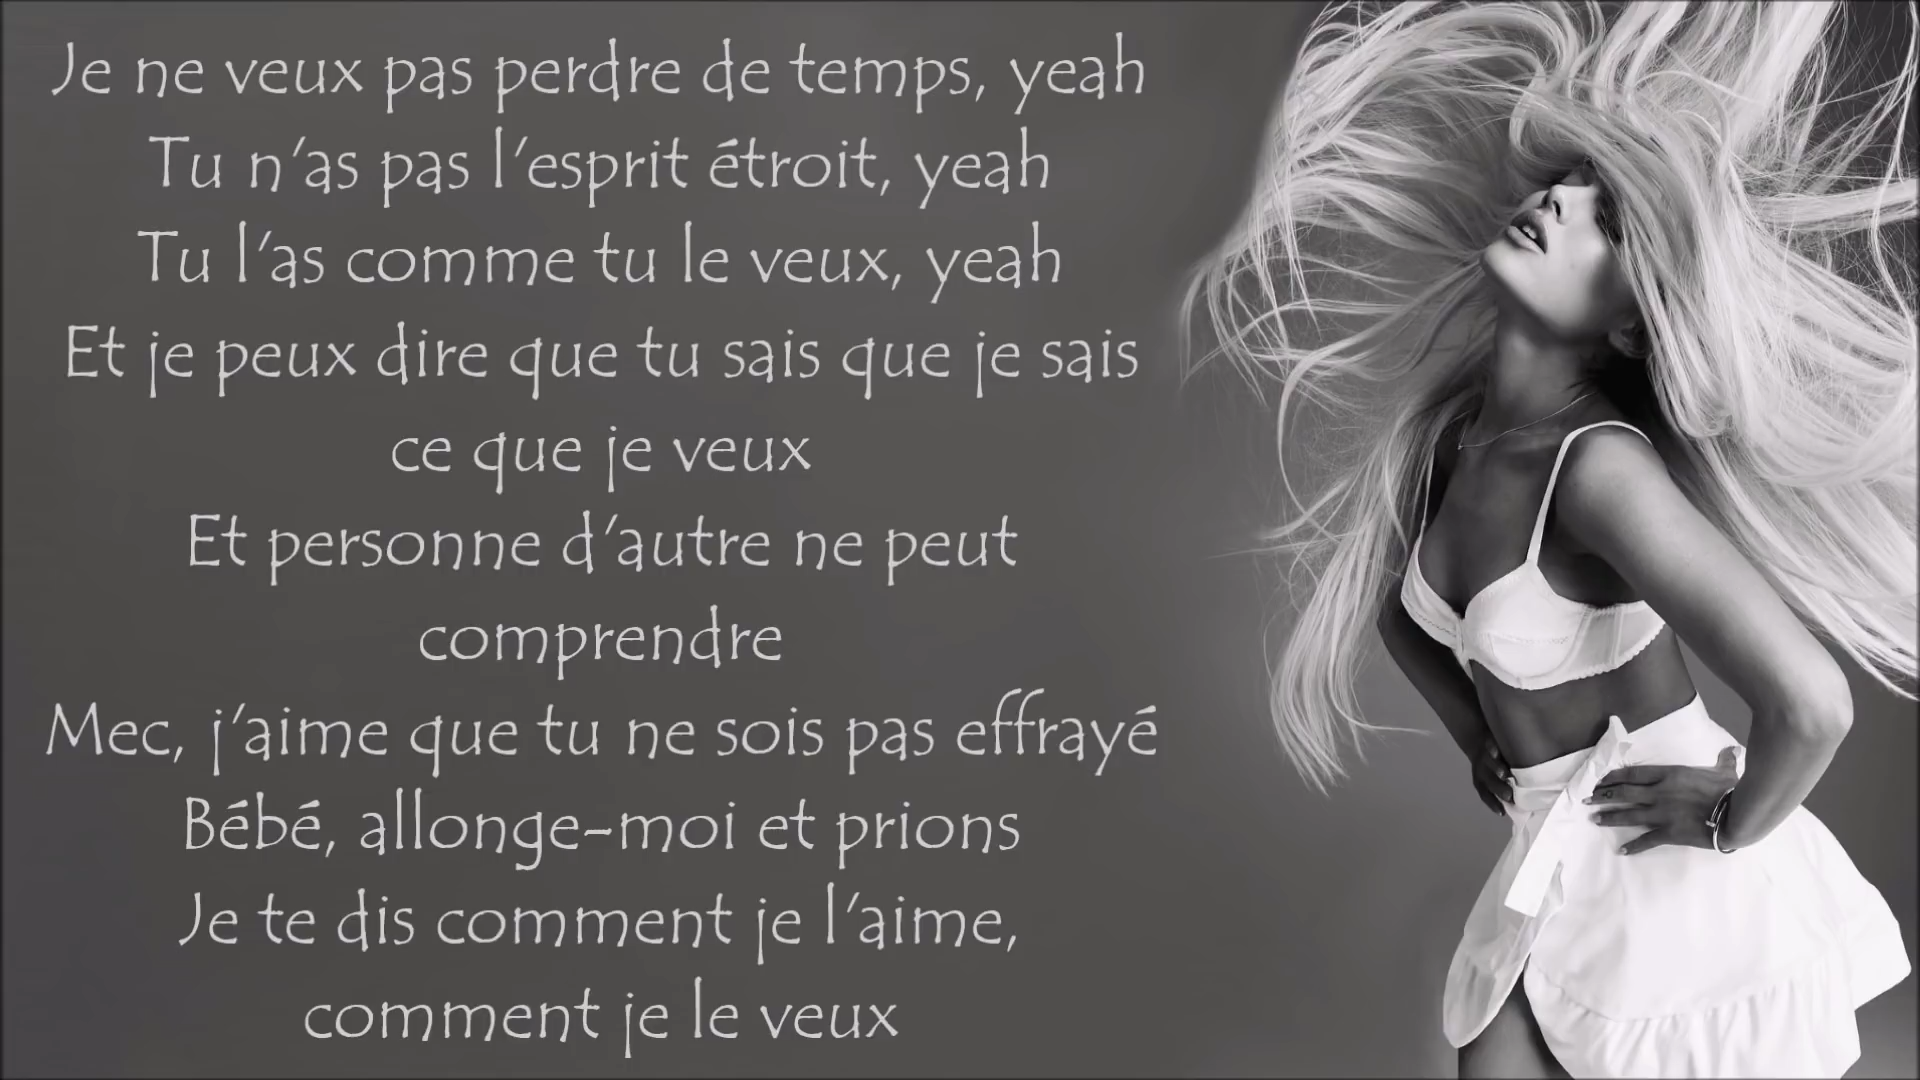 Je ne veux pas perdre de temps, yeah
Tu n'as pas l'esprit étroit, yeah
Tu l'as comme tu le veux, yeah
Et je peux dire que tu sais que je sais
ce que je veux
Et personne d'autre ne peut
comprendre
Mec, j'aime que tu ne sois pas effrayé
Bébé, allonge-moi et prions
Je te dis comment je l'aime,
comment je le veux